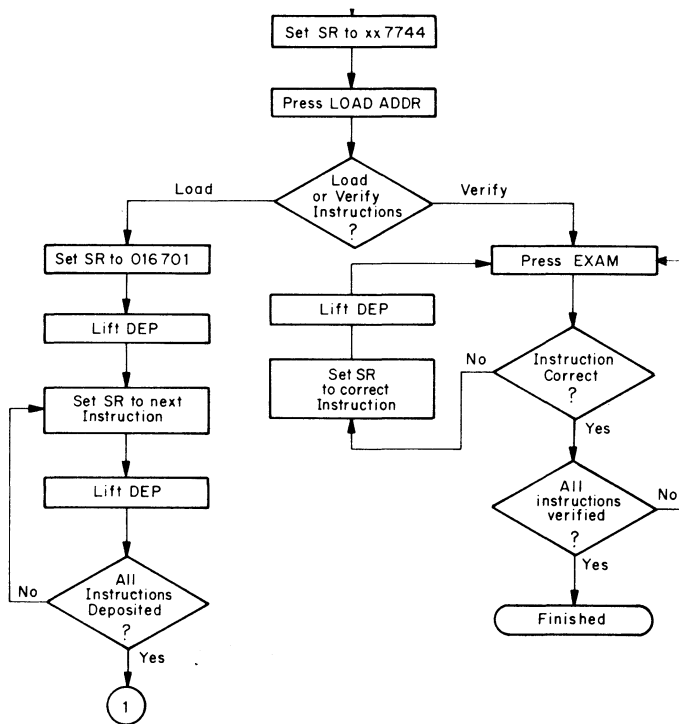 Set SR to xx7744
Press LOAD ADDR
Load
or Verify
Instructions
?
Load
Verify
Set SR to 016701
Lift DEP
Set SR to next
Instruction
Lift DEP
All
Instructions
Deposited
?
No
Yes
1
Press EXAM
Instruction
Correct
?
No
Yes
Set SR
to correct
Instruction
Lift DEP
All
instructions
verified
?
No
Yes
Finished